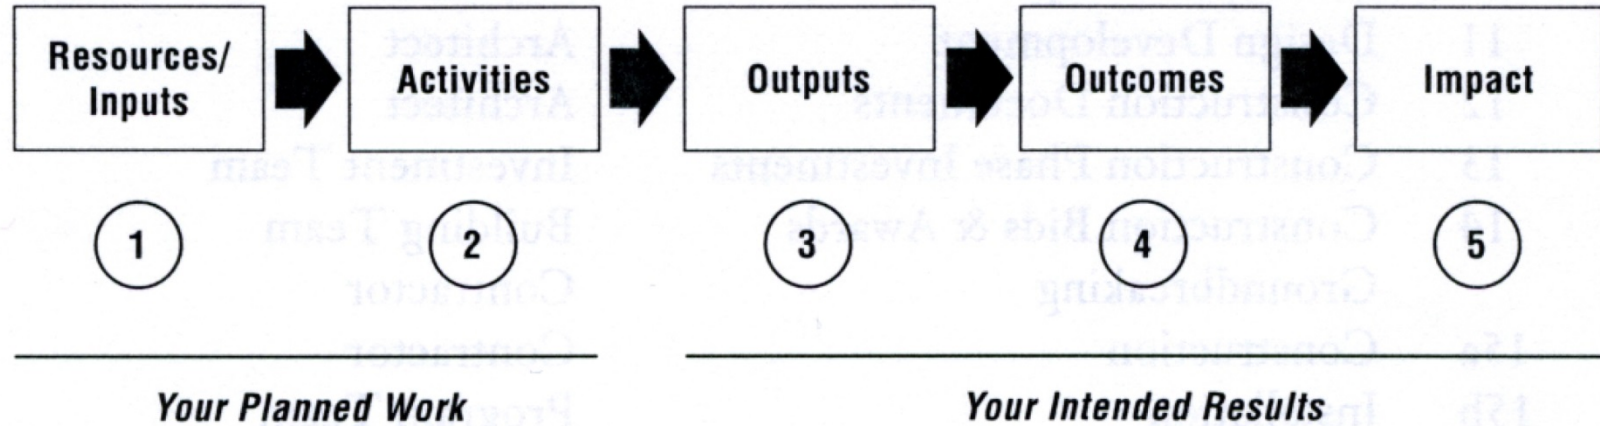 Resources/
Inputs
Activities
Outputs
Outcomes
Impact
1
2
3
4
5
Your Planned Work
Your Intended Results